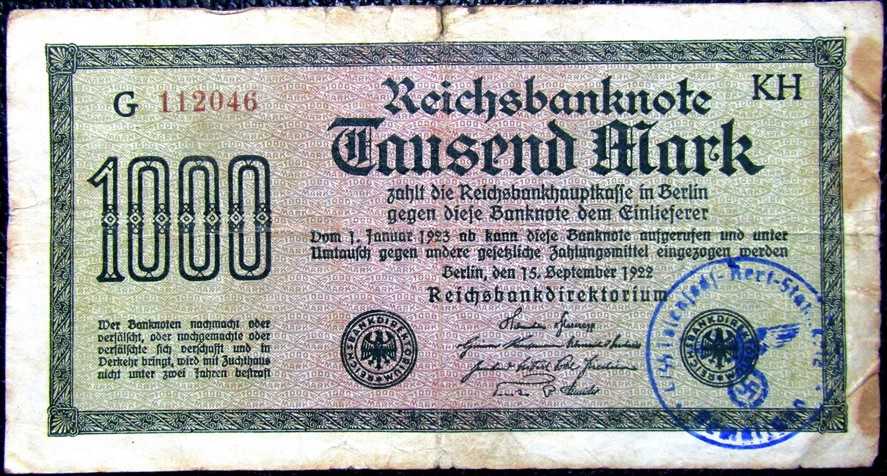 G 112046
KH
Reichsbanknote
Tausend Mark
1000
zahlt die Reichsbankhauptkasse in Berlin
gegen diese Banknote dem Einlieferer
Vom 1. Januar 1923 ab kann diese Banknote aufgerufen und unter
Umtausch gegen andere gesetzliche Zahlungsmittel eingezogen werden
Berlin, den 15. September 1922
Reichsbankdirektorium
Wer Banknoten nachmacht oder
verfälscht, oder nachgemachte oder
verfälschte sich verschafft und in
Verkehr bringt, wird mit Zuchthaus
nicht unter zwei Jahren bestraft
REICHSBANKDIREKTORIUM
REICHSBANKDIREKTORIUM